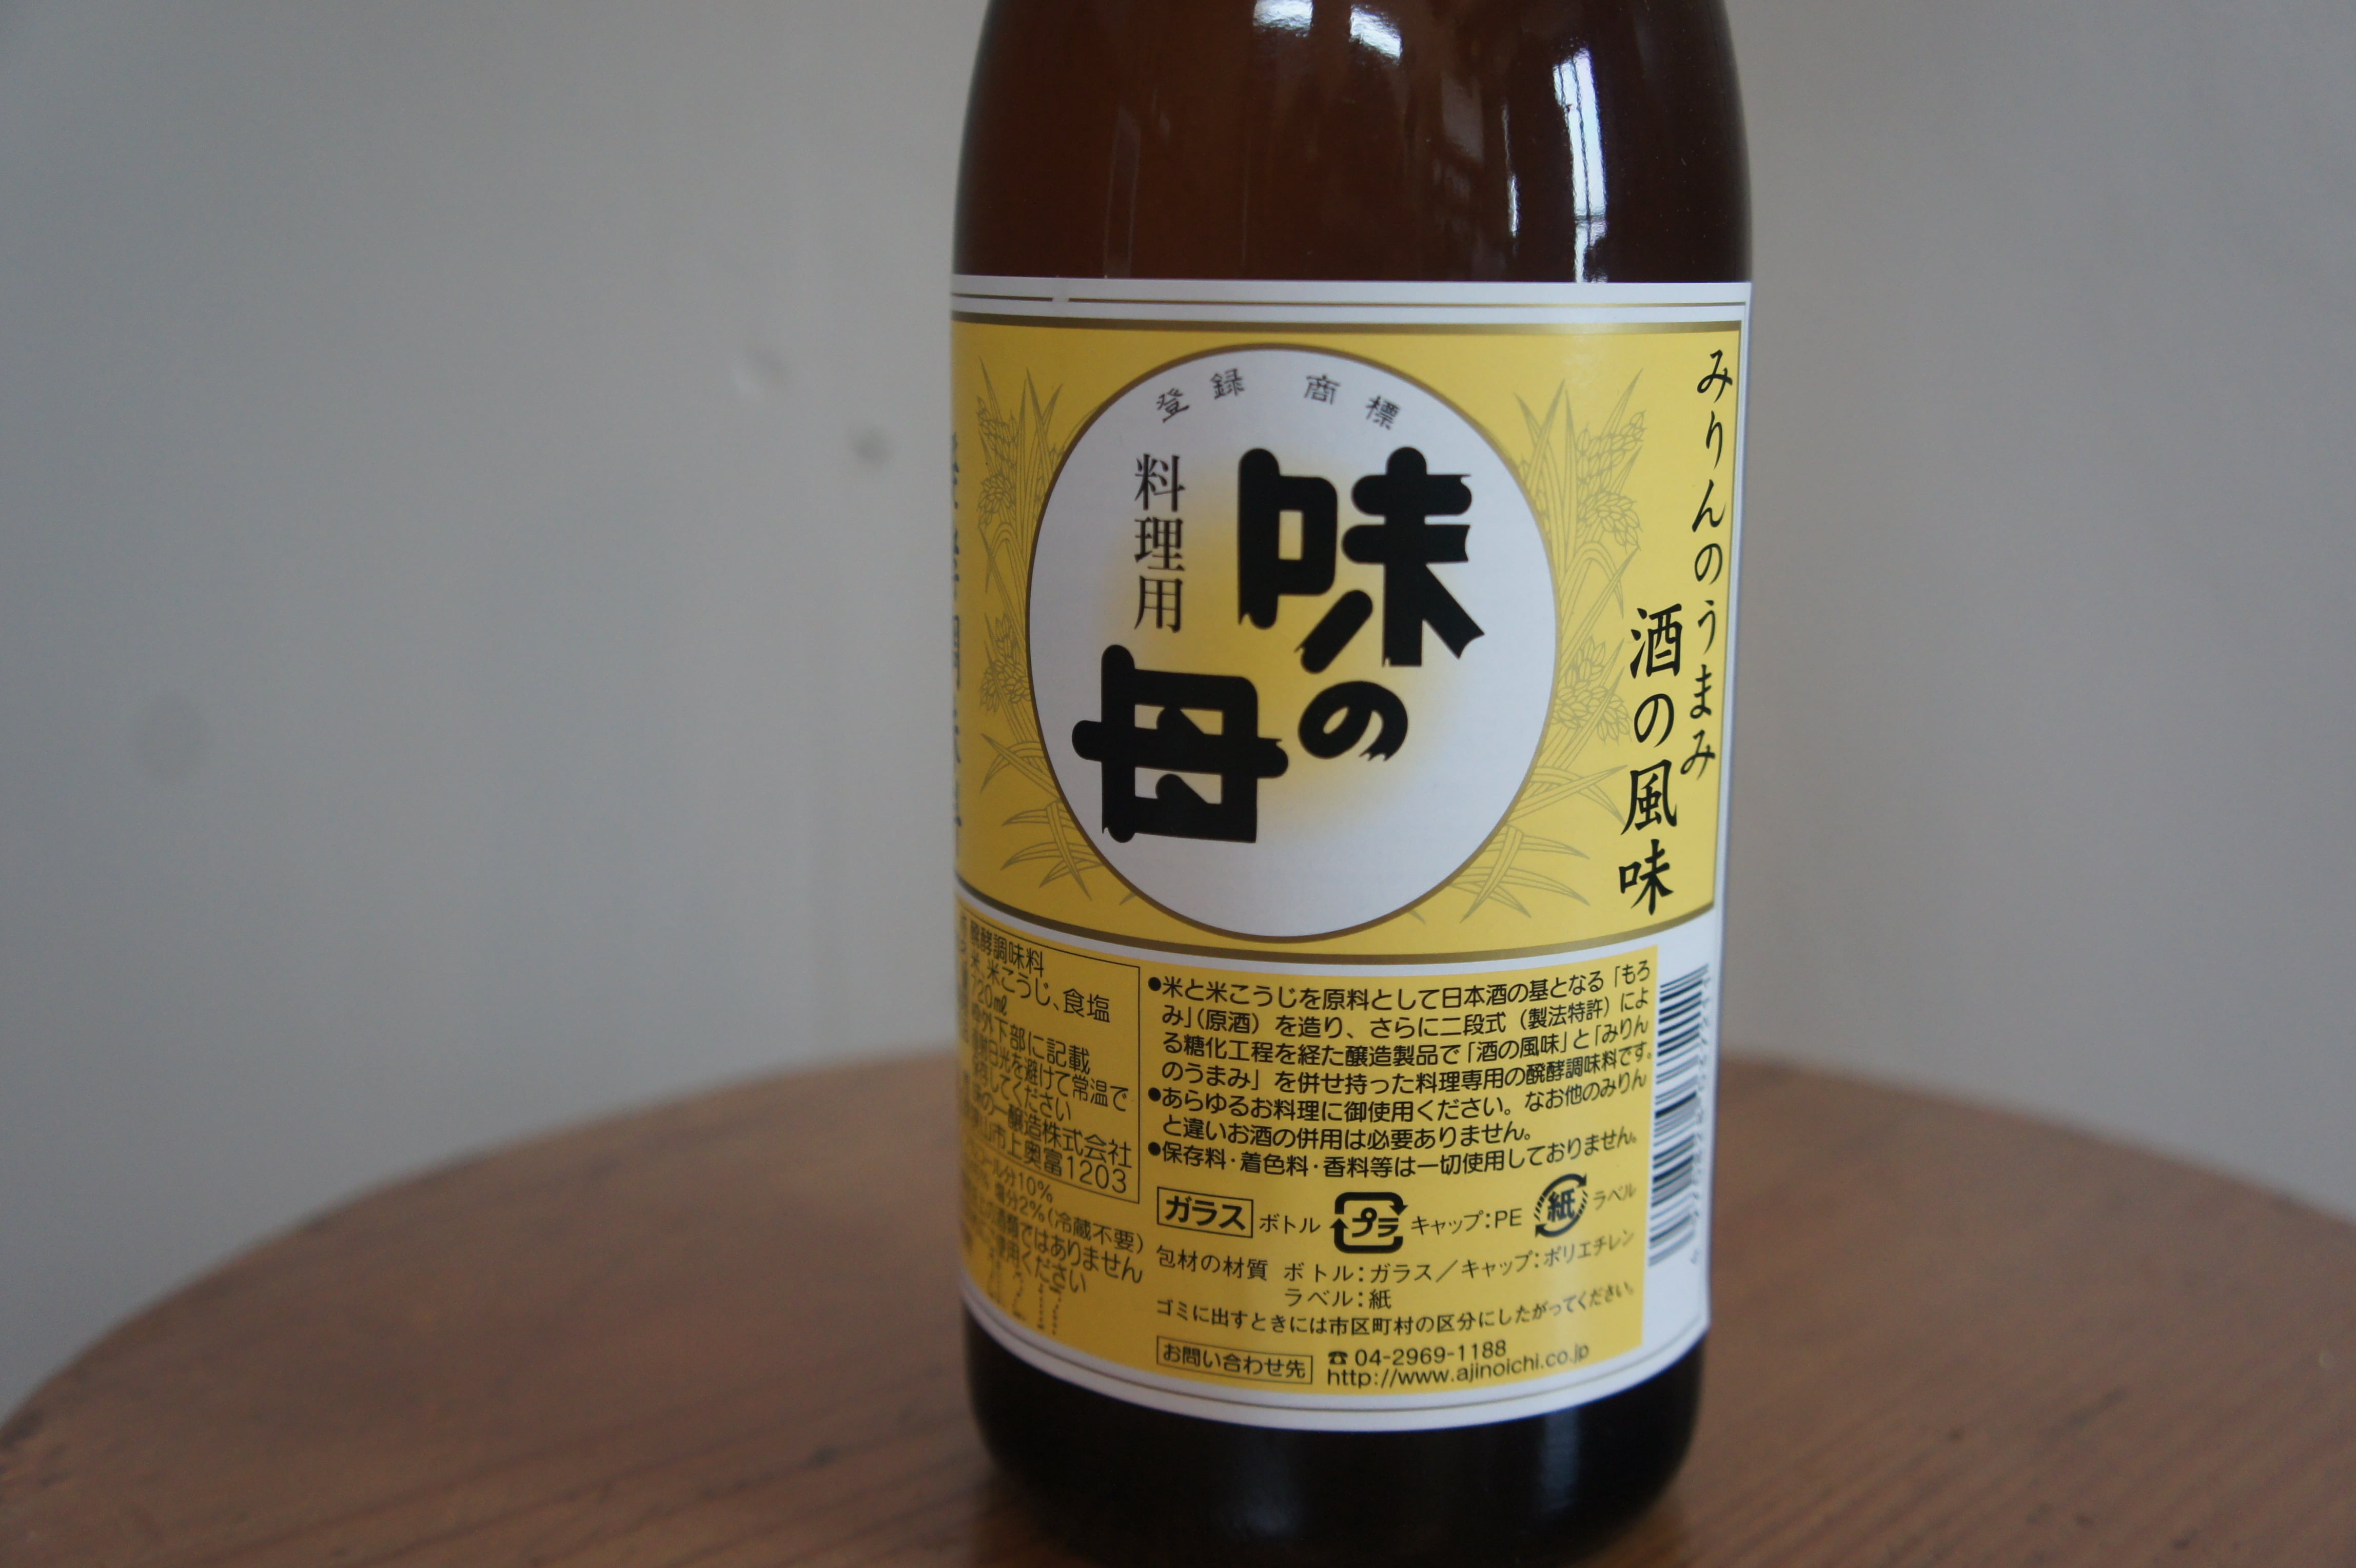 登録 商標
料理用
味の母
みりんのうまみ
酒の風味
醗酵調味料
米、米こうじ、食塩
720㎖
枠外下部に記載
直射日光を避けて常温で
保存してください
味の一醸造株式会社
山市上奥富1203
アルコール分10%
塩分2%(冷蔵不要)
酒類ではありません
使用ください
●米と米こうじを原料として日本酒の基となる「もろ
み」(原酒)を造り、さらに二段式(製法特許)によ
る糖化工程を経た醸造製品で「酒の風味」と「みりん
のうまみ」を併せ持った料理専用の醗酵調味料です。
●あらゆるお料理に御使用ください。なお他のみりん
と違いお酒の併用は必要ありません。
●保存料・着色料・香料等は一切使用しておりません。
ガラス ボトル プラ キャップ:PE 紙 ラベル
包材の材質 ボトル:ガラス/キャップ:ポリエチレン
ラベル:紙
ゴミに出すときには市区町村の区分にしたがってください。
お問い合わせ先 ☎04-2969-1188
http://www.ajinoichi.co.jp